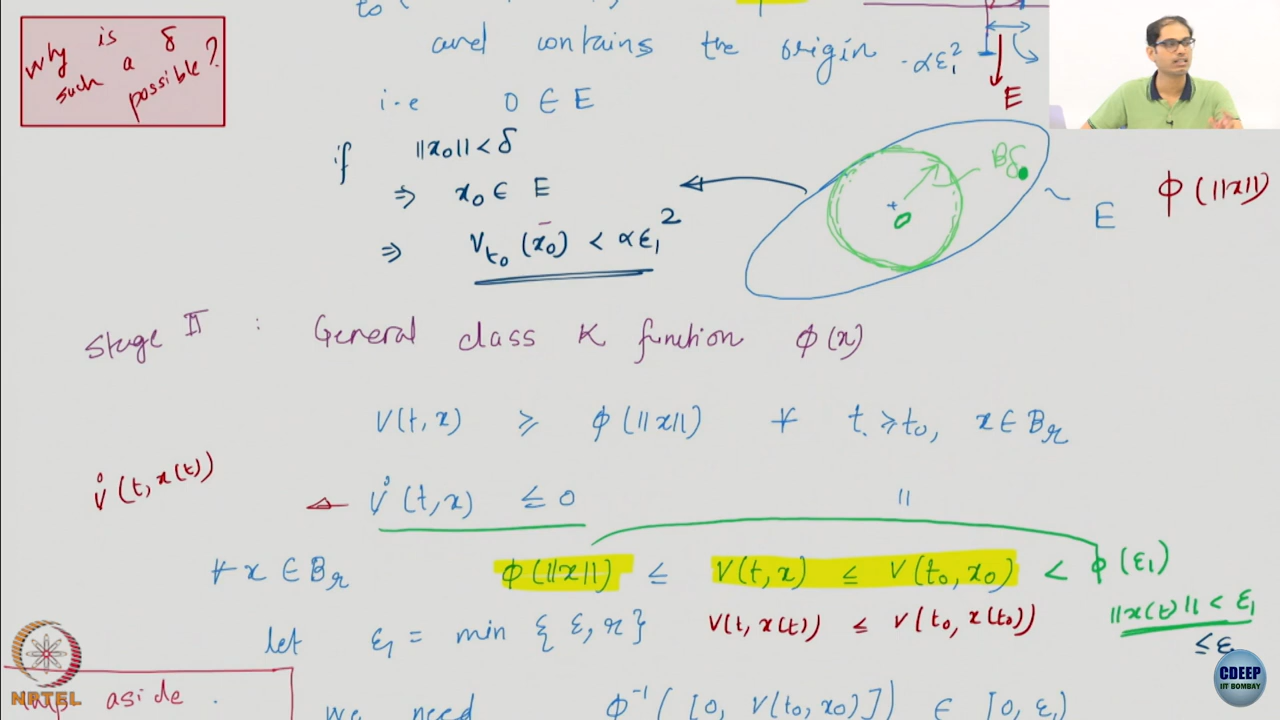 why is a δ such a possible?
and contains the origin
-αε₁²
i-e 0 ∈ E
E
if ||x₀|| < δ
⇒ x₀ ∈ E
⇒ V_{t₀} (x₀) < αε₁²
B_δ
0
E
φ(||x||)
Stage II : General class K function φ(x)
V(t,x) ≥ φ(||x||) ∀ t ≥ t₀, x ∈ B_r
V̇(t, x(t))
V̇(t,x) ≤ 0 "
∀ x ∈ B_r φ(||x||) ≤ V(t,x) ≤ V(t₀,x₀) < φ(ε₁)
let ε₁ = min {ε,r} V(t,x(t)) ≤ V(t₀, x(t₀)) ||x(t)|| < ε₁
≤ ε
aside.
we need φ⁻¹([0, V(t₀,x₀)]) ∈ [0, ε₁)
NPTEL
CDEEP
IIT BOMBAY